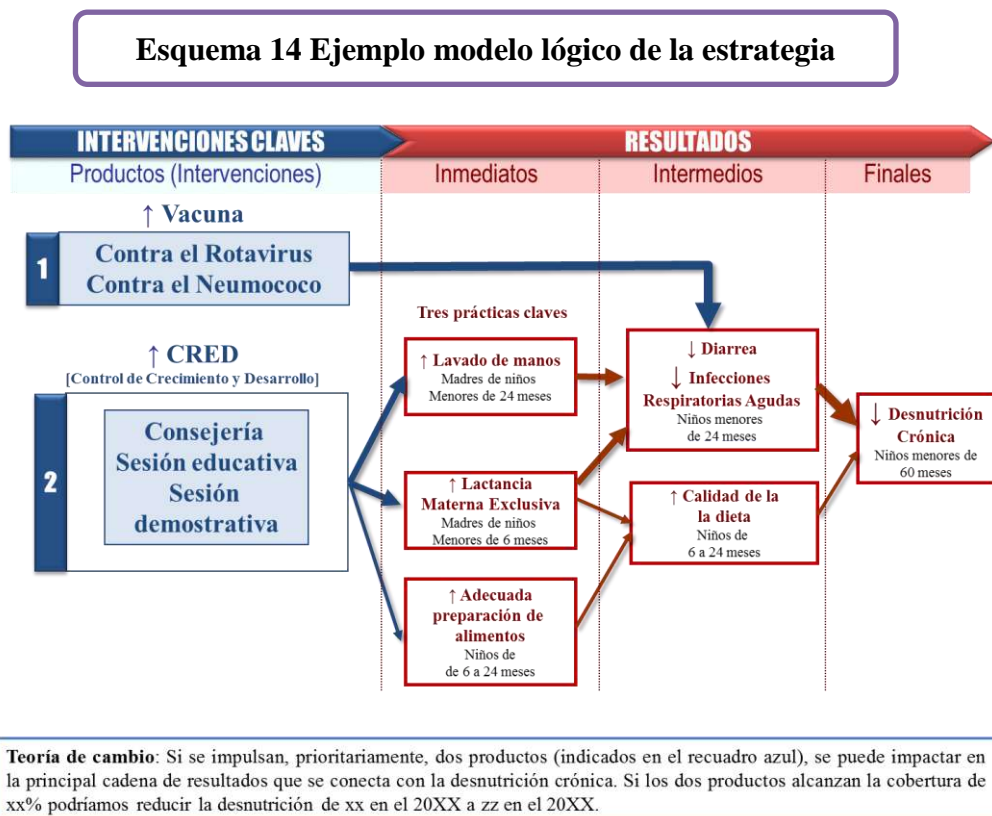 Esquema 14 Ejemplo modelo lógico de la estrategia
INTERVENCIONES CLAVES
RESULTADOS
Productos (Intervenciones)
Inmediatos
Intermedios
Finales
↑ Vacuna
1
Contra el Rotavirus
Contra el Neumococo
↑ CRED
[Control de Crecimiento y Desarrollo]
2
Consejería
Sesión educativa
Sesión
demostrativa
Tres prácticas claves
↑ Lavado de manos
Madres de niños
Menores de 24 meses
↑ Lactancia
Materna Exclusiva
Madres de niños
Menores de 6 meses
↑ Adecuada
preparación de
alimentos
Niños de
de 6 a 24 meses
↓ Diarrea
↓ Infecciones
Respiratorias Agudas
Niños menores
de 24 meses
↑ Calidad de la
la dieta
Niños de
6 a 24 meses
↓ Desnutrición
Crónica
Niños menores de
60 meses
Teoría de cambio: Si se impulsan, prioritariamente, dos productos (indicados en el recuadro azul), se puede impactar en
la principal cadena de resultados que se conecta con la desnutrición crónica. Si los dos productos alcanzan la cobertura de
xx% podríamos reducir la desnutrición de xx en el 20XX a zz en el 20XX.